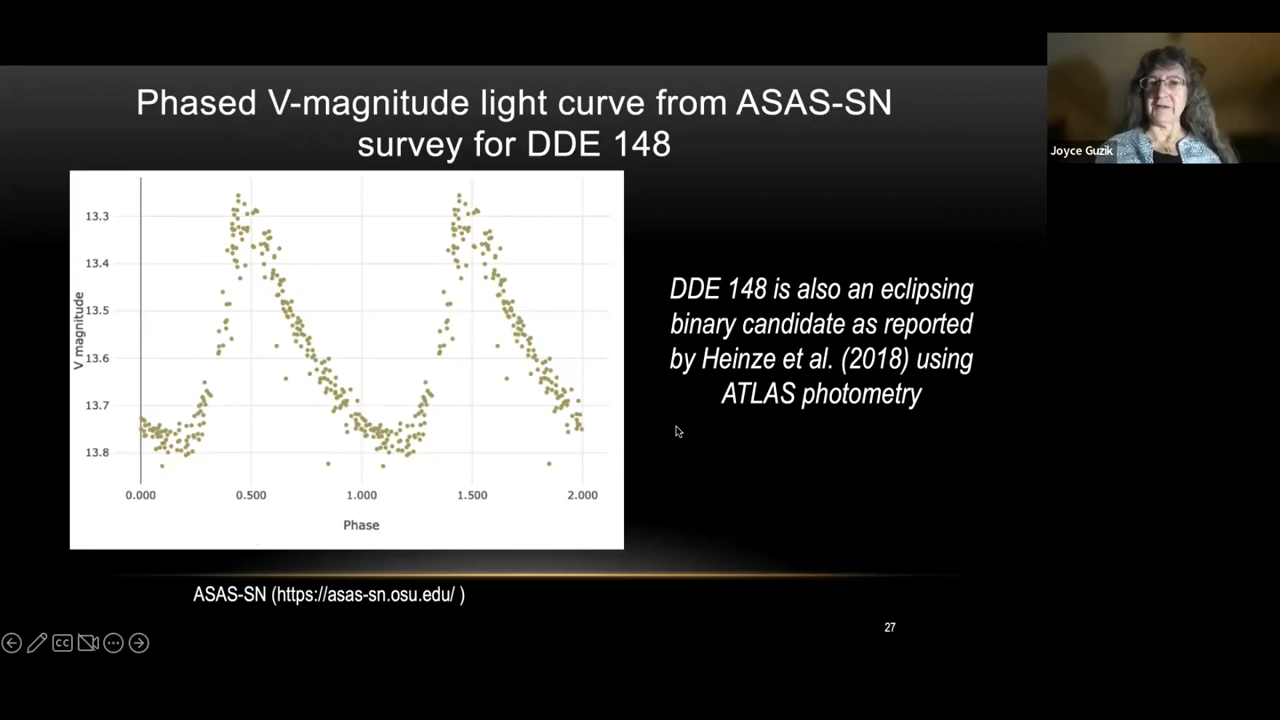 Phased V-magnitude light curve from ASAS-SN
survey for DDE 148
Joyce Guzik ...
13.3
13.4
13.5
13.6
13.7
13.8
V magnitude
0.000 0.500 1.000 1.500 2.000
Phase
DDE 148 is also an eclipsing
binary candidate as reported
by Heinze et al. (2018) using
ATLAS photometry
ASAS-SN (https://asas-sn.osu.edu/ )
27
CC